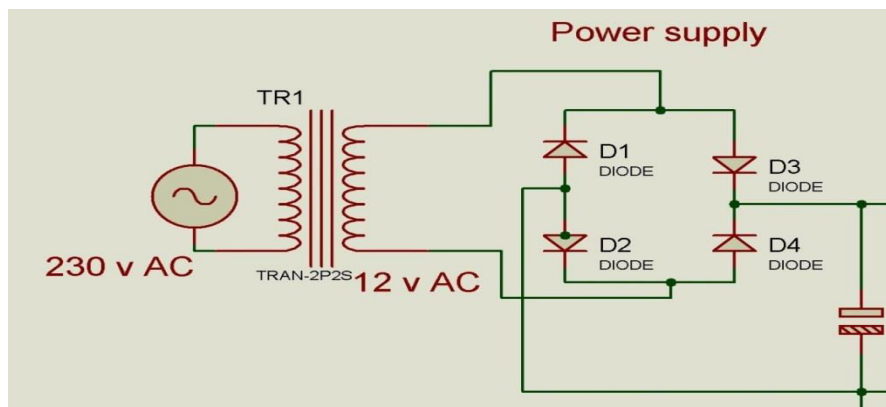 Power supply
TR1
D1
DIODE
D3
DIODE
D2
DIODE
D4
DIODE
230 v AC
TRAN-2P2S
12 v AC